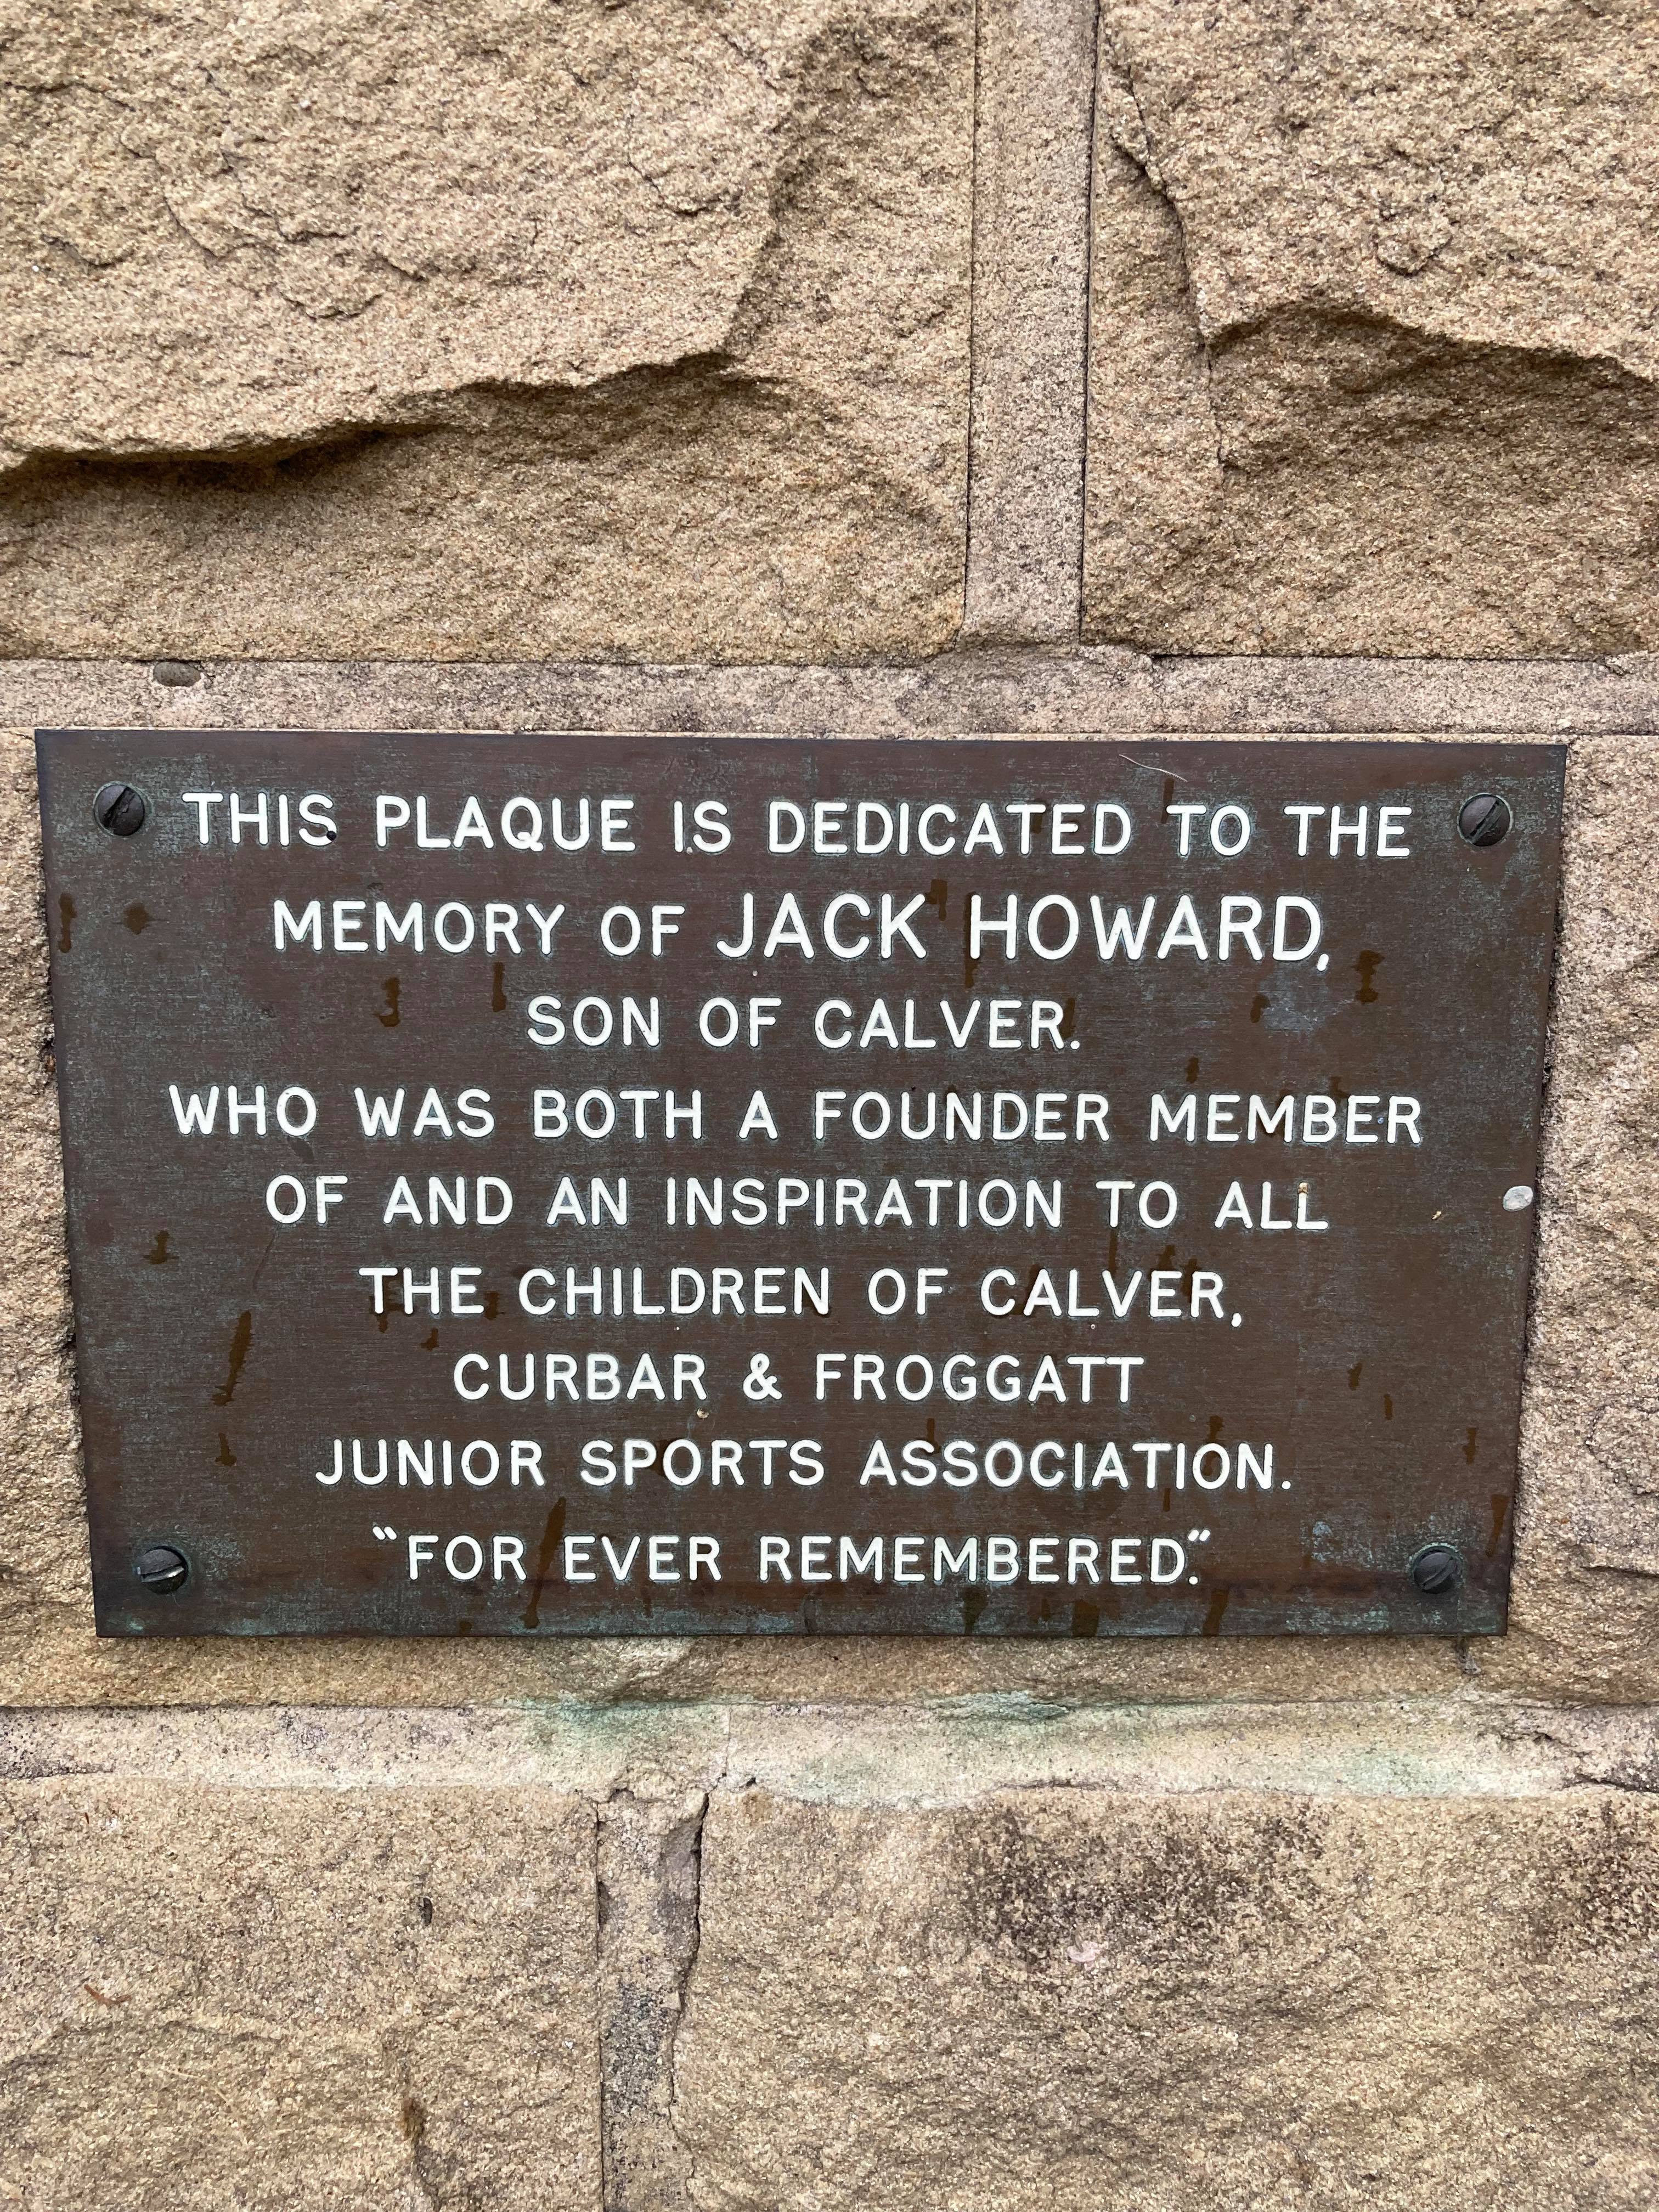 THIS PLAQUE IS DEDICATED TO THE
MEMORY OF JACK HOWARD,
SON OF CALVER.
WHO WAS BOTH A FOUNDER MEMBER
OF AND AN INSPIRATION TO ALL
THE CHILDREN OF CALVER,
CURBAR & FROGGATT
JUNIOR SPORTS ASSOCIATION.
"FOR EVER REMEMBERED."